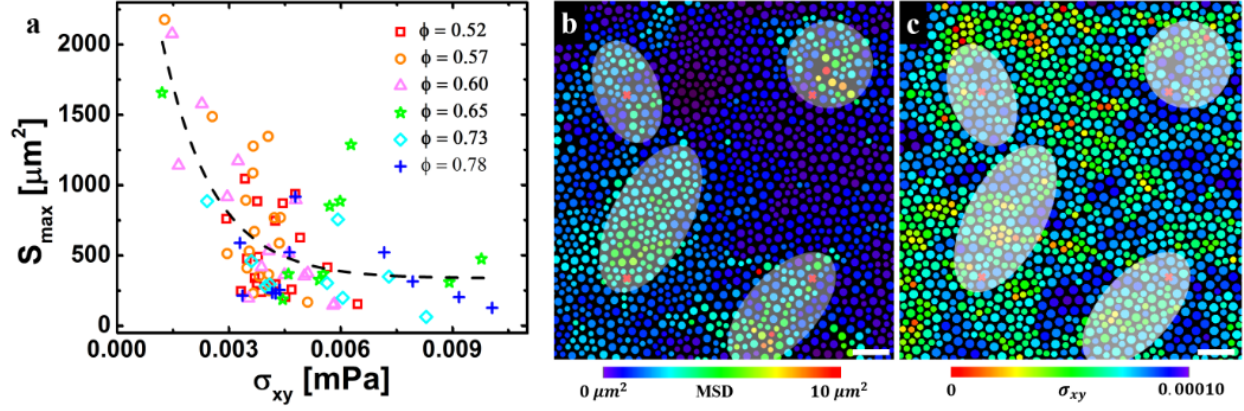 a
2000
1500
1000
500
0
0.000
0.003
0.006
0.009
S_max [μm²]
σ_xy [mPa]
ϕ = 0.52
ϕ = 0.57
ϕ = 0.60
ϕ = 0.65
ϕ = 0.73
ϕ = 0.78
b
0 μm²
MSD
10 μm²
c
0
σ_xy
0.00010